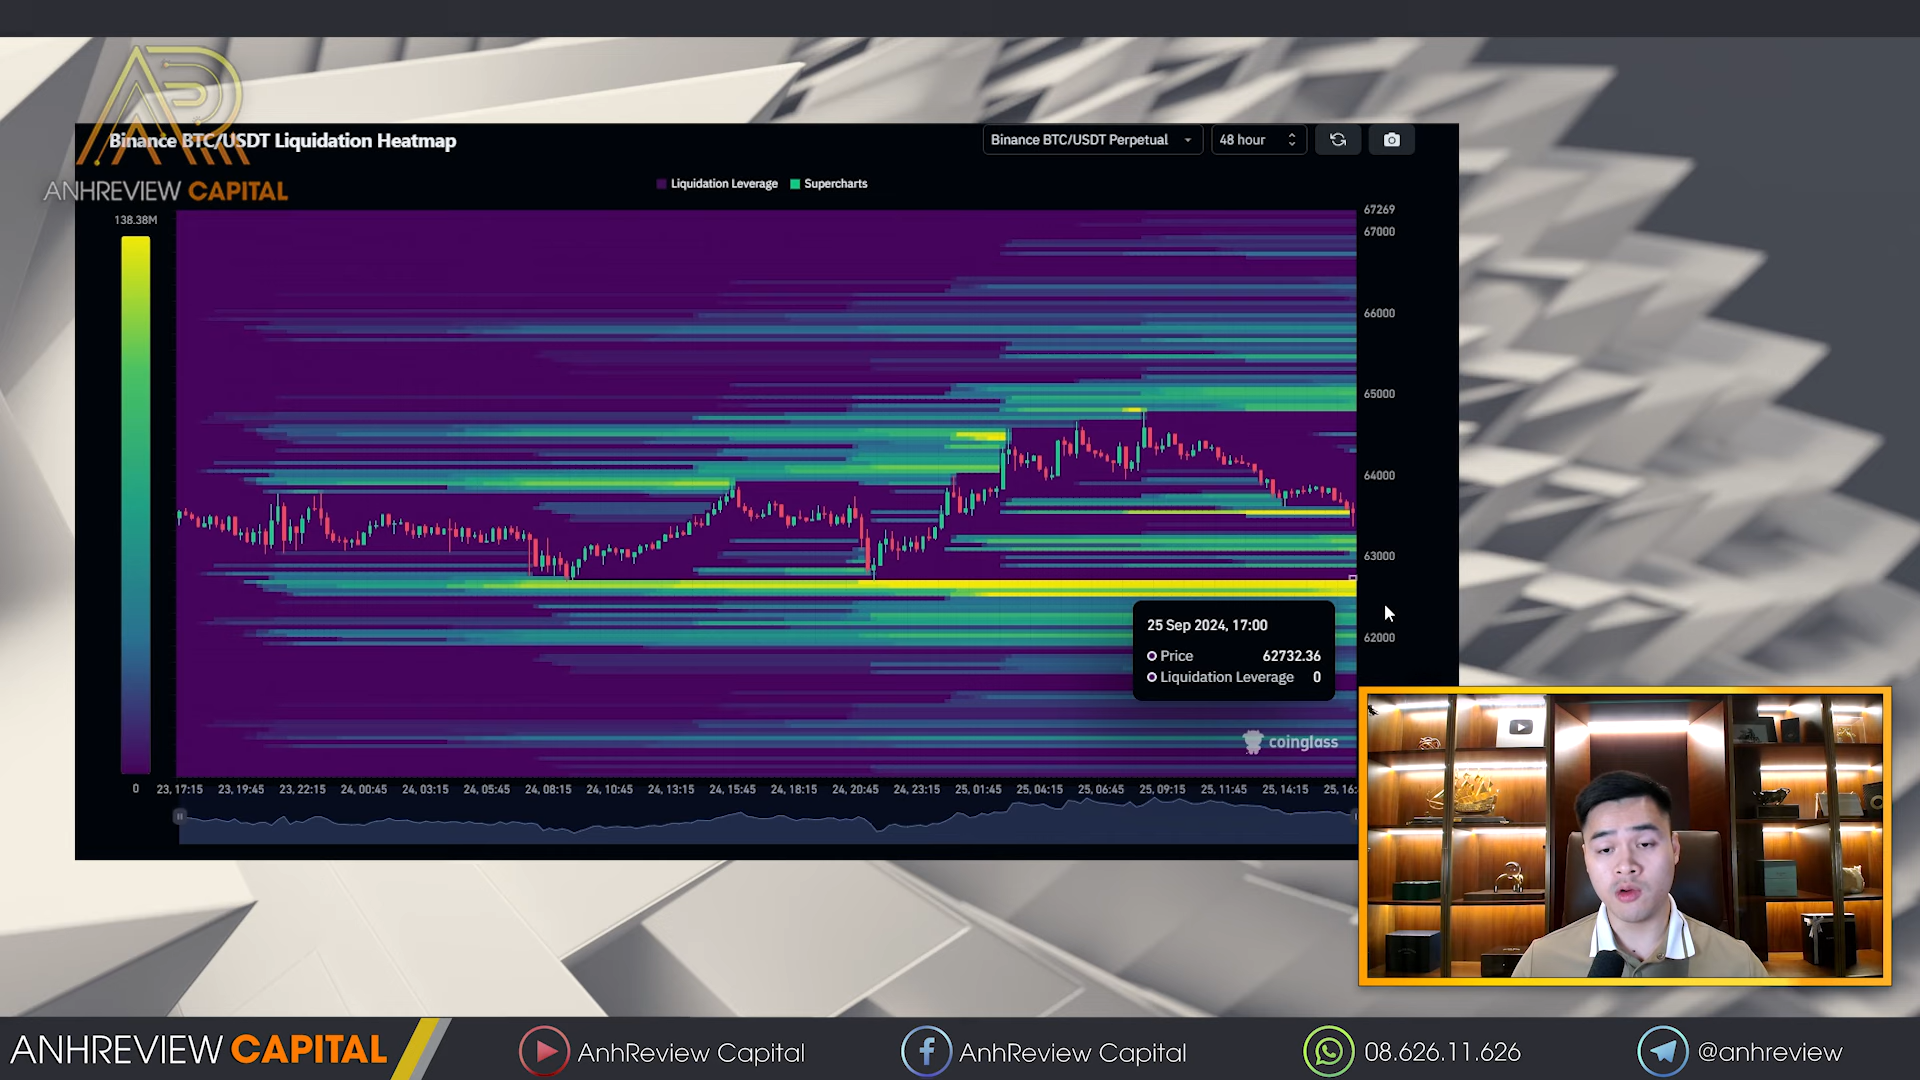 ANHREVIEW CAPITAL
Binance BTC/USDT Liquidation Heatmap
Binance BTC/USDT Perpetual
48 hour
Liquidation Leverage
Supercharts
138.38M
0
67269
67000
66000
65000
64000
63000
62000
25 Sep 2024, 17:00
Price 62732.36
Liquidation Leverage 0
coinglass
23, 17:15 23, 19:45 23, 22:15 24, 00:45 24, 03:15 24, 05:45 24, 08:15 24, 10:45 24, 13:15 24, 15:45 24, 18:15 24, 20:45 24, 23:15 25, 01:45 25, 04:15 25, 06:45 25, 09:15 25, 11:45 25, 14:15 25, 16:
ANHREVIEW CAPITAL
AnhReview Capital
AnhReview Capital
08.626.11.626
@anhreview